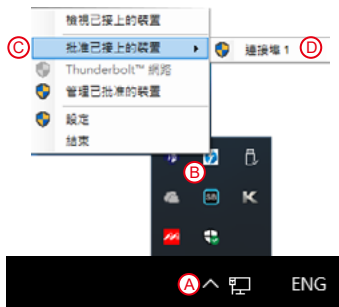 檢視已接上的裝置
C 批准已接上的裝置 連接埠 1 D
Thunderbolt™ 網路
管理已批准的裝置
設定
結束
B
SB K
A ENG